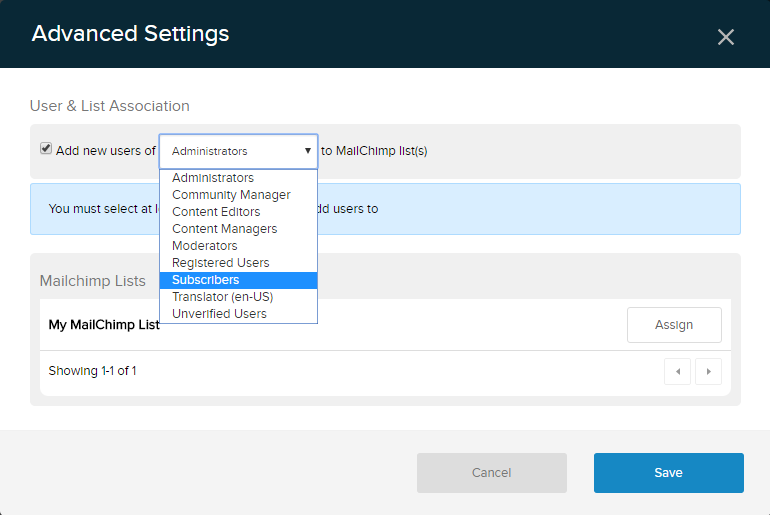 Advanced Settings
User & List Association
Add new users of Administrators to MailChimp list(s)
Administrators
Community Manager
Content Editors
Content Managers
Moderators
Registered Users
Subscribers
Translator (en-US)
Unverified Users
You must select at dd users to
Mailchimp Lists
My MailChimp List Assign
Showing 1-1 of 1
Cancel Save